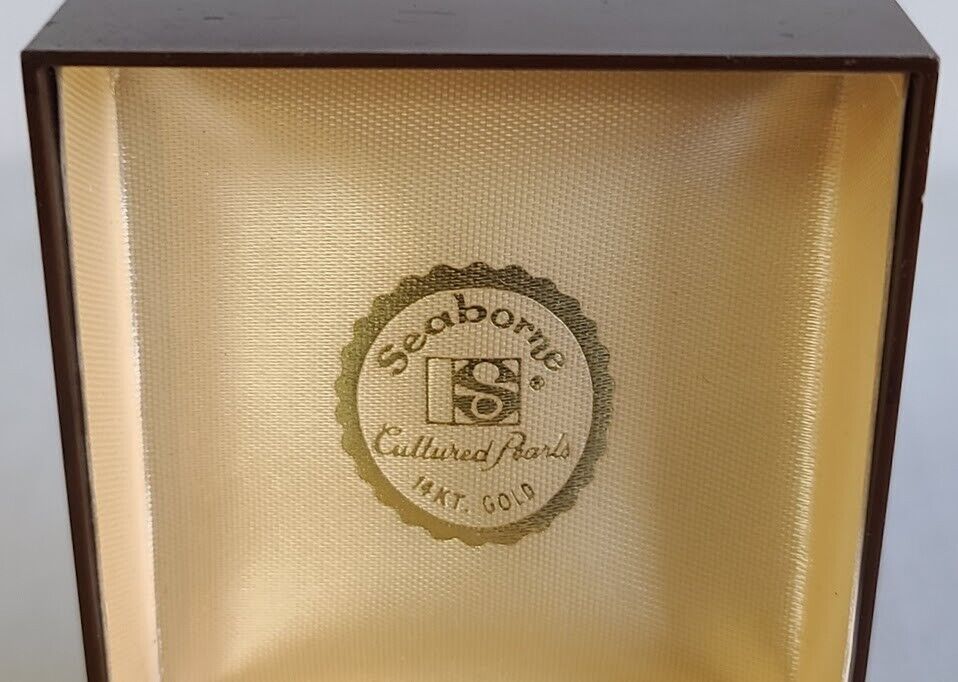 Seaborne
S ®
Cultured Pearls
14KT. GOLD